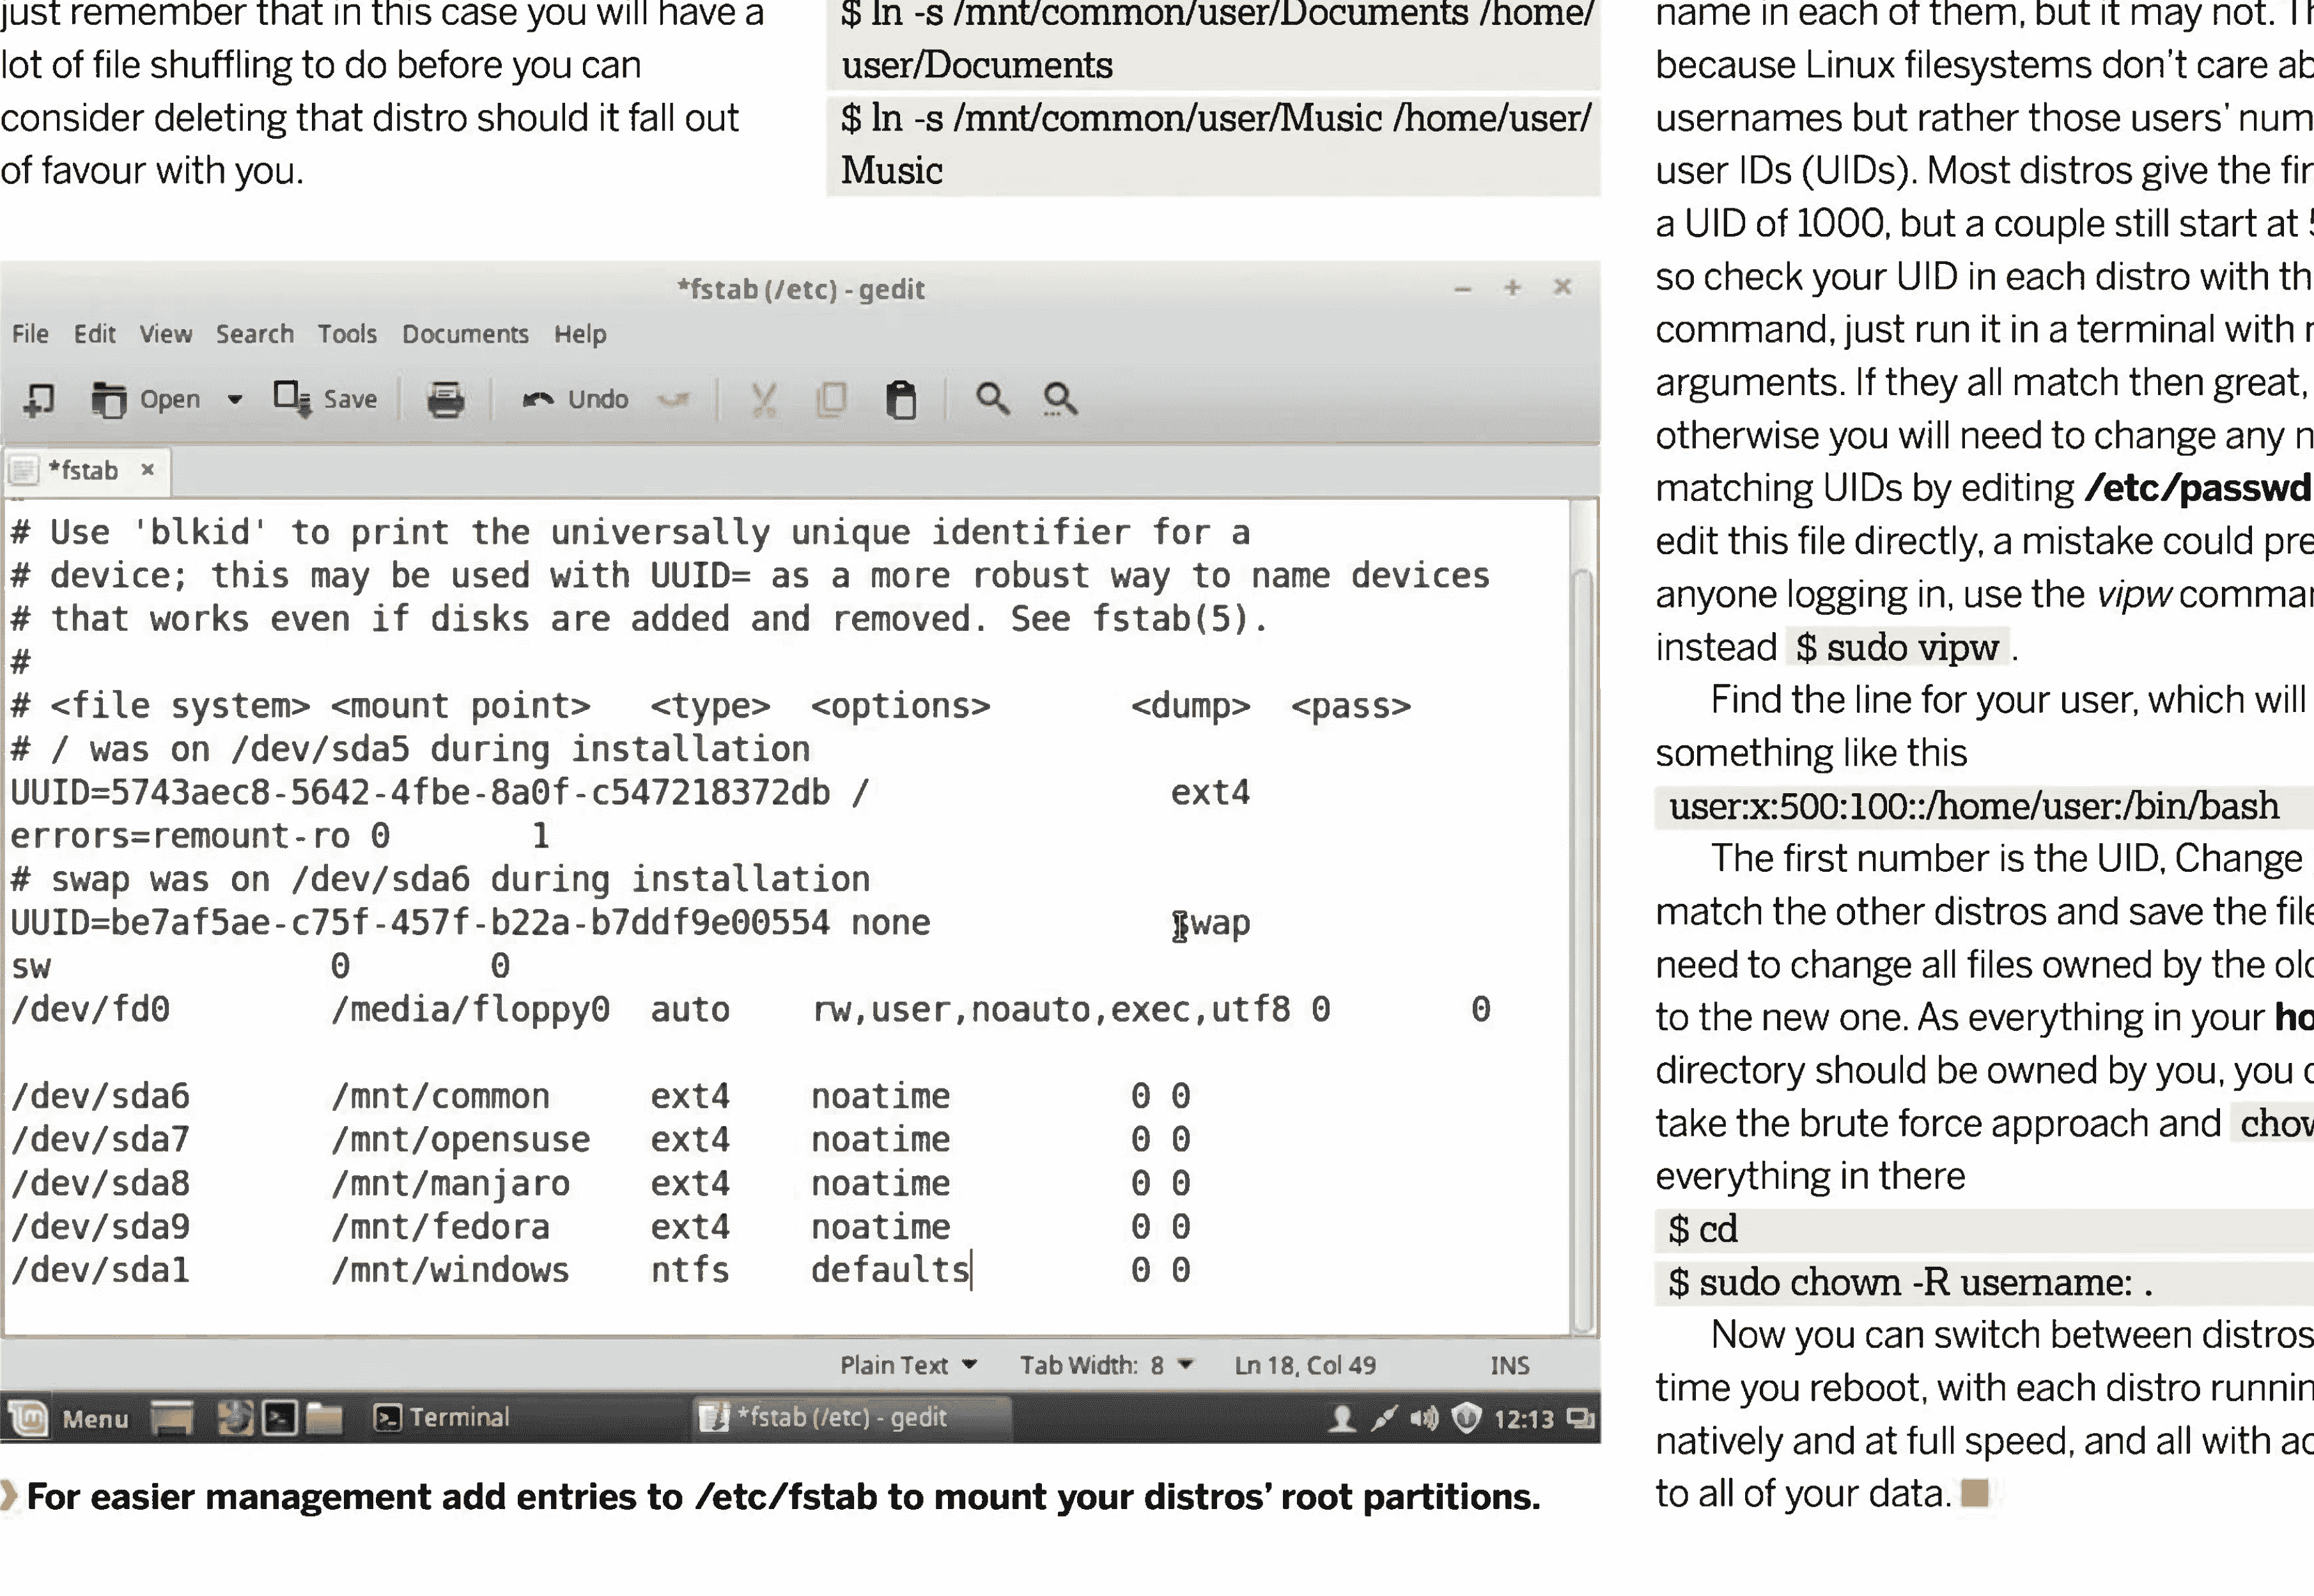 just remember that in this case you will have a
lot of file shuffling to do before you can
consider deleting that distro should it fall out
of favour with you.
$ ln -s /mnt/common/user/Documents /home/
user/Documents
$ ln -s /mnt/common/user/Music /home/user/
Music
*fstab (/etc) - gedit
File Edit View Search Tools Documents Help
Open Save Undo
*fstab
# Use 'blkid' to print the universally unique identifier for a
# device; this may be used with UUID= as a more robust way to name devices
# that works even if disks are added and removed. See fstab(5).
#
# <file system> <mount point> <type> <options> <dump> <pass>
# / was on /dev/sda5 during installation
UUID=5743aec8-5642-4fbe-8a0f-c547218372db / ext4
errors=remount-ro 0 1
# swap was on /dev/sda6 during installation
UUID=be7af5ae-c75f-457f-b22a-b7ddf9e00554 none swap
sw 0 0
/dev/fd0 /media/floppy0 auto rw,user,noauto,exec,utf8 0 0
/dev/sda6 /mnt/common ext4 noatime 0 0
/dev/sda7 /mnt/opensuse ext4 noatime 0 0
/dev/sda8 /mnt/manjaro ext4 noatime 0 0
/dev/sda9 /mnt/fedora ext4 noatime 0 0
/dev/sda1 /mnt/windows ntfs defaults 0 0
Plain Text Tab Width: 8 Ln 18, Col 49 INS
Menu Terminal *fstab (/etc) - gedit 12:13
For easier management add entries to /etc/fstab to mount your distros' root partitions.
name in each of them, but it may not. Th
because Linux filesystems don't care ab
usernames but rather those users' num
user IDs (UIDs). Most distros give the fir
a UID of 1000, but a couple still start at
so check your UID in each distro with th
command, just run it in a terminal with
arguments. If they all match then great,
otherwise you will need to change any n
matching UIDs by editing /etc/passwd
edit this file directly, a mistake could pre
anyone logging in, use the vipw comma
instead $ sudo vipw .
Find the line for your user, which will
something like this
user:x:500:100::/home/user:/bin/bash
The first number is the UID, Change
match the other distros and save the file
need to change all files owned by the old
to the new one. As everything in your ho
directory should be owned by you, you c
take the brute force approach and chow
everything in there
$ cd
$ sudo chown -R username: .
Now you can switch between distros
time you reboot, with each distro runnin
natively and at full speed, and all with ac
to all of your data.